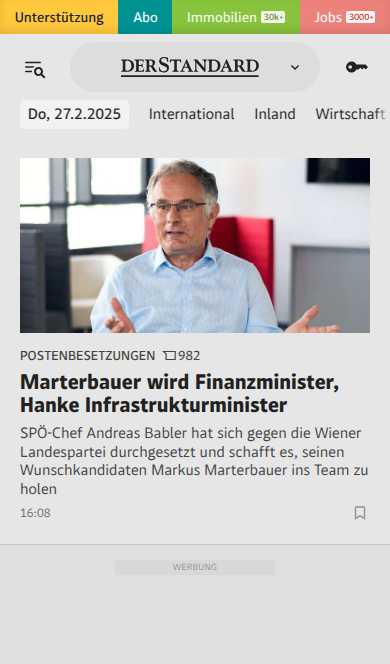 Unterstützung Abo Immobilien 30k+ Jobs 3000+
DERSTANDARD
Do, 27.2.2025 International Inland Wirtschaft
POSTENBESETZUNGEN 982
Marterbauer wird Finanzminister,
Hanke Infrastrukturminister
SPÖ-Chef Andreas Babler hat sich gegen die Wiener
Landespartei durchgesetzt und schafft es, seinen
Wunschkandidaten Markus Marterbauer ins Team zu
holen
16:08
WERBUNG